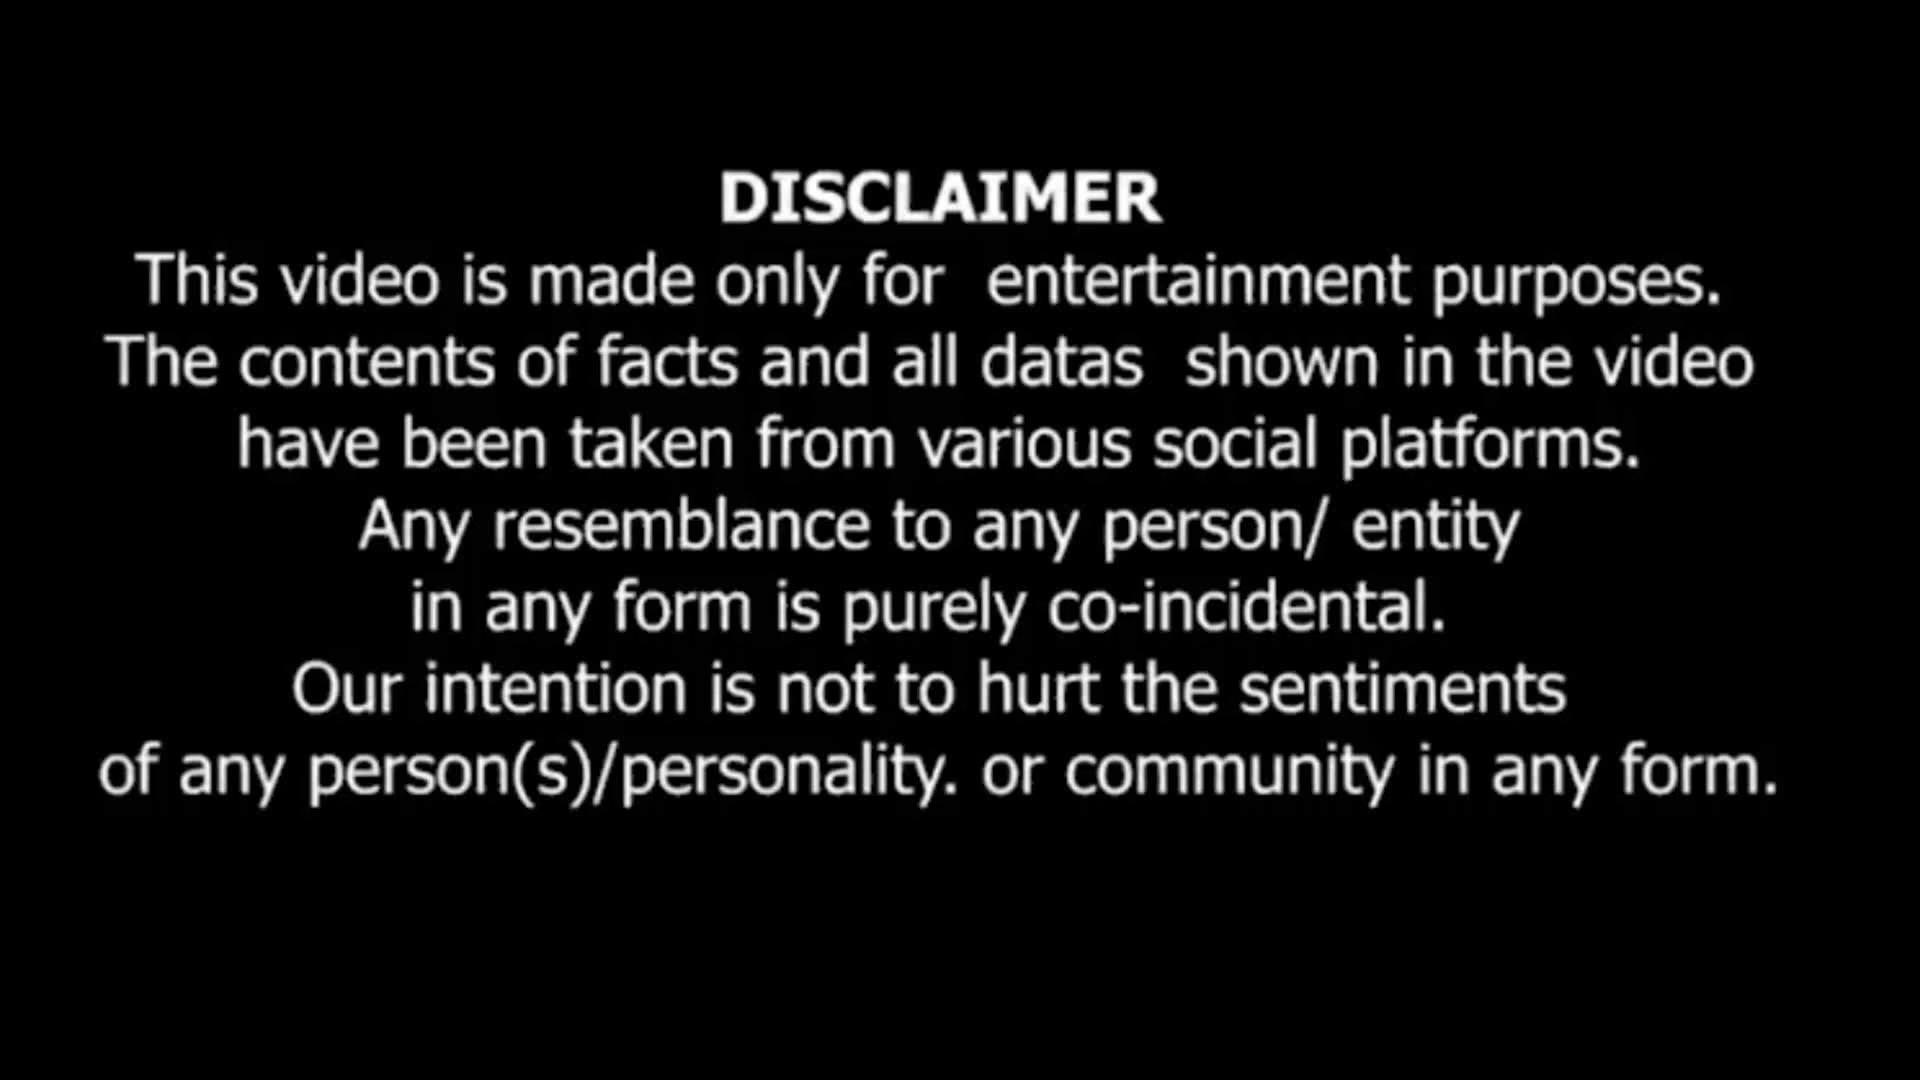 DISCLAIMER
This video is made only for  entertainment purposes.
The contents of facts and all datas  shown in the video
have been taken from various social platforms.
Any resemblance to any person/ entity
in any form is purely co-incidental.
Our intention is not to hurt the sentiments
of any person(s)/personality. or community in any form.